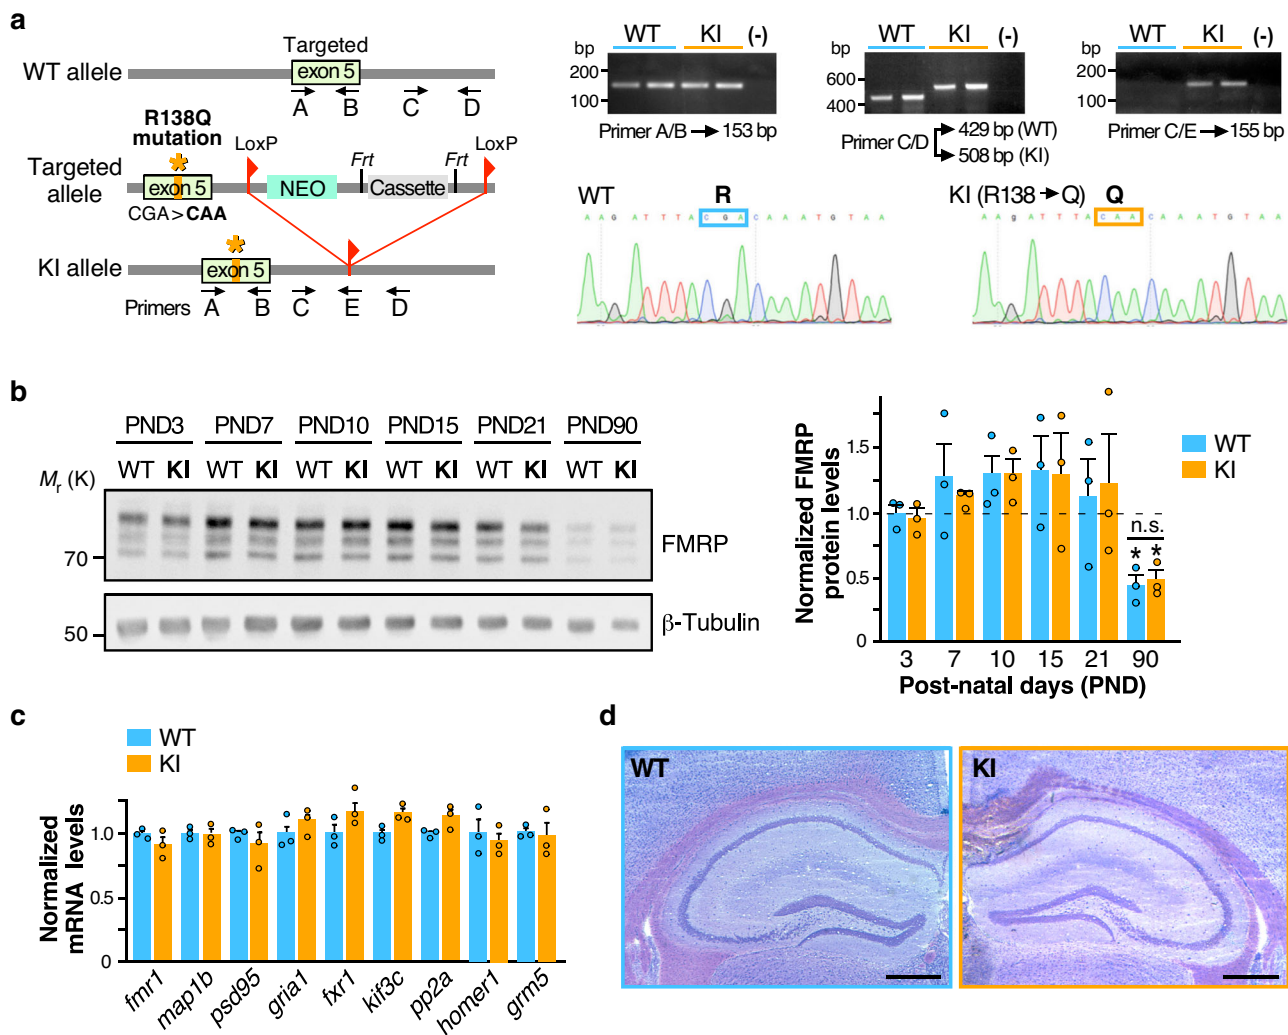 a
Targeted
WT allele
exon 5
A B C D
R138Q
mutation
LoxP
Frt
Frt
LoxP
Targeted
allele
exon 5
NEO
Cassette
CGA>CAA
KI allele
exon 5
Primers
A B C E D
WT KI (-)
bp
200
100
Primer A/B → 153 bp
WT KI (-)
bp
600
400
Primer C/D
429 bp (WT)
508 bp (KI)
WT KI (-)
bp
200
100
Primer C/E → 155 bp
WT
R
A A G A T T T A C G A C A A A T G T A A
KI (R138 → Q)
Q
A A g A T T T A C A A C A A A T G T A A
b
PND3 PND7 PND10 PND15 PND21 PND90
WT KI WT KI WT KI WT KI WT KI WT KI
Mr (K)
70
FMRP
50
β-Tubulin
Normalized FMRP
protein levels
1.5
1.0
0.5
0
WT
KI
n.s.
* *
3 7 10 15 21 90
Post-natal days (PND)
c
WT
KI
Normalized
mRNA levels
1.0
0.5
0
fmr1 map1b psd95 gria1 fxr1 kif3c pp2a homer1 grm5
d
WT
KI